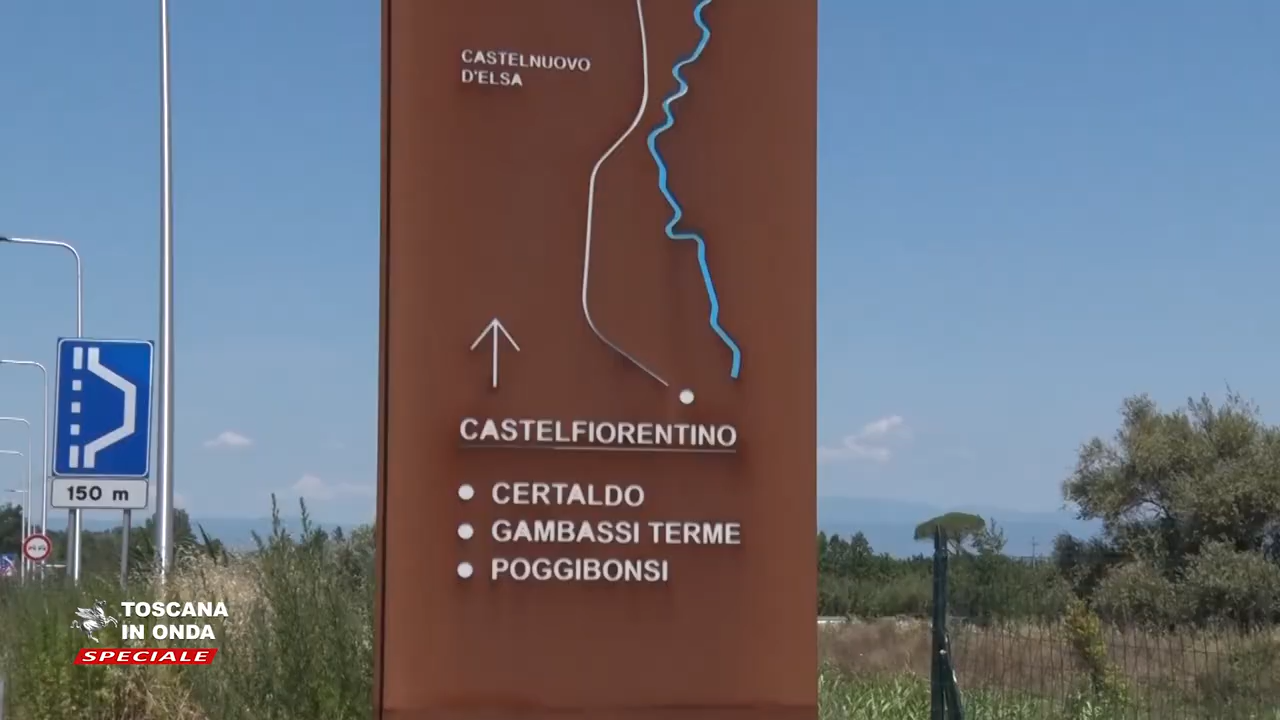 CASTELNUOVO
D'ELSA
CASTELFIORENTINO
CERTALDO
GAMBASSI TERME
POGGIBONSI
150 m
TOSCANA
IN ONDA
SPECIALE